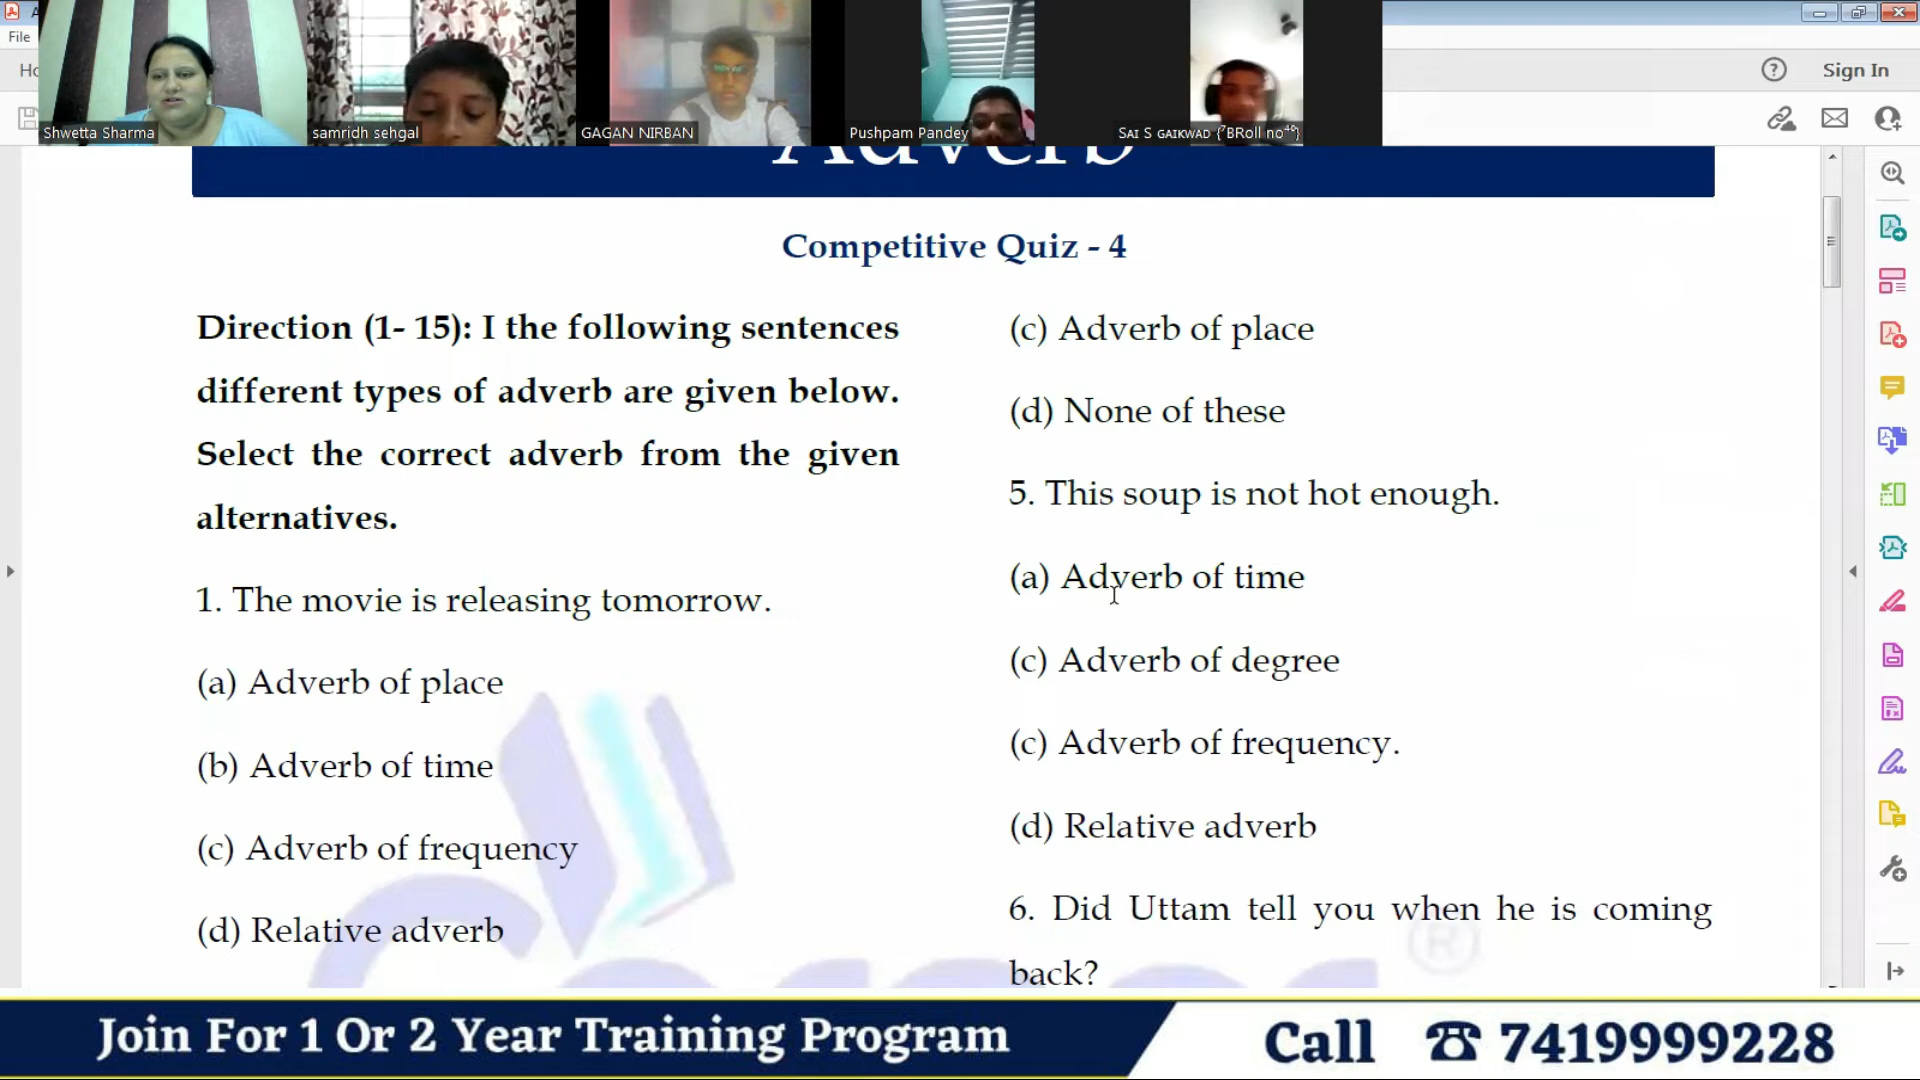 File
Sign In
Shwetta Sharma
samridh sehgal
GAGAN NIRBAN
Pushpam Pandey
SAI S GAIKWAD {7BRoll no48}
Adverb
Competitive Quiz - 4
Direction (1- 15): I the following sentences
different types of adverb are given below.
Select the correct adverb from the given
alternatives.
1. The movie is releasing tomorrow.
(a) Adverb of place
(b) Adverb of time
(c) Adverb of frequency
(d) Relative adverb
(c) Adverb of place
(d) None of these
5. This soup is not hot enough.
(a) Adverb of time
(c) Adverb of degree
(c) Adverb of frequency.
(d) Relative adverb
6. Did Uttam tell you when he is coming
back?
Join For 1 Or 2 Year Training Program
Call ☎ 7419999228